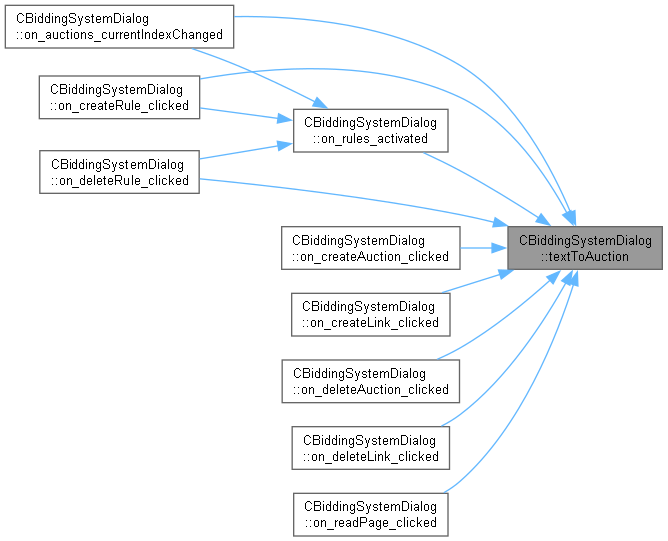 CBiddingSystemDialog
::on_auctions_currentIndexChanged
CBiddingSystemDialog
::on_createRule_clicked
CBiddingSystemDialog
::on_rules_activated
CBiddingSystemDialog
::on_deleteRule_clicked
CBiddingSystemDialog
::textToAuction
CBiddingSystemDialog
::on_createAuction_clicked
CBiddingSystemDialog
::on_createLink_clicked
CBiddingSystemDialog
::on_deleteAuction_clicked
CBiddingSystemDialog
::on_deleteLink_clicked
CBiddingSystemDialog
::on_readPage_clicked